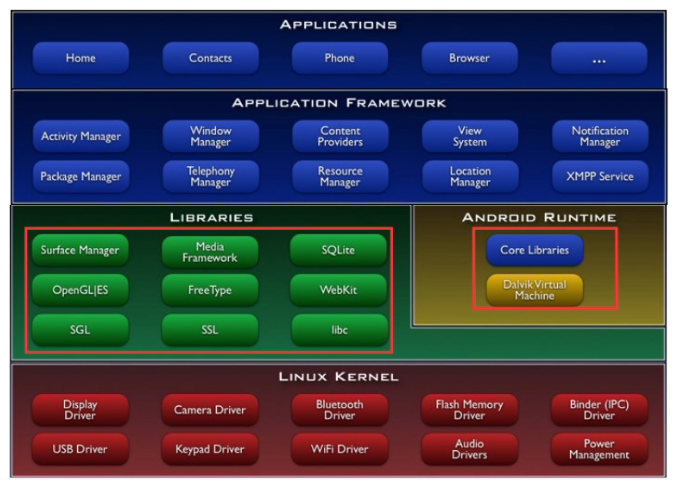 APPLICATIONS
Home
Contacts
Phone
Browser
...
APPLICATION FRAMEWORK
Activity Manager
Window
Manager
Content
Providers
View
System
Notification
Manager
Package Manager
Telephony
Manager
Resource
Manager
Location
Manager
XMPP Service
LIBRARIES
Surface Manager
Media
Framework
SQLite
OpenGL|ES
FreeType
WebKit
SGL
SSL
libc
ANDROID RUNTIME
Core Libraries
Dalvik Virtual
Machine
LINUX KERNEL
Display
Driver
Camera Driver
Bluetooth
Driver
Flash Memory
Driver
Binder (IPC)
Driver
USB Driver
Keypad Driver
WiFi Driver
Audio
Drivers
Power
Management